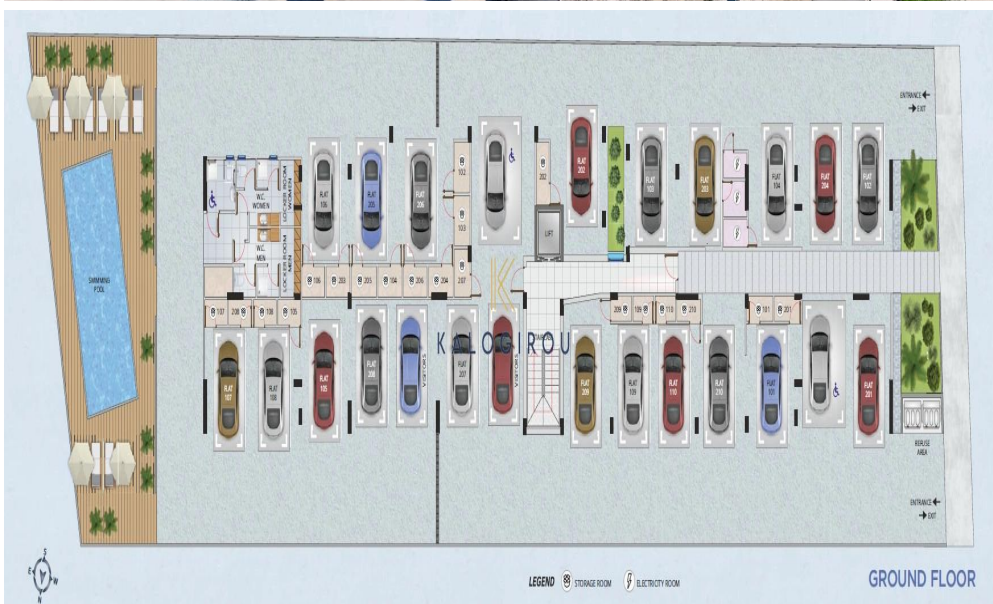 ENTRANCE
EXIT
FLAT
106
FLAT
205
FLAT
206
102
103
207
202
FLAT
202
FLAT
103
FLAT
203
FLAT
104
FLAT
204
FLAT
102
W.C.
WOMEN
LOCKER ROOM
WOMEN
W.C.
MEN
LOCKER ROOM
MEN
LIFT
SWIMMING
POOL
106
203
205
104
206
204
107
208
108
105
209
109
110
210
101
201
KALOGIROU
FLAT
107
FLAT
108
FLAT
105
FLAT
208
VISITORS
FLAT
207
VISITORS
FLAT
209
FLAT
109
FLAT
110
FLAT
210
FLAT
101
FLAT
201
REFUSE
AREA
ENTRANCE
EXIT
S
E
W
N
LEGEND
STORAGE ROOM
ELECTRICITY ROOM
GROUND FLOOR